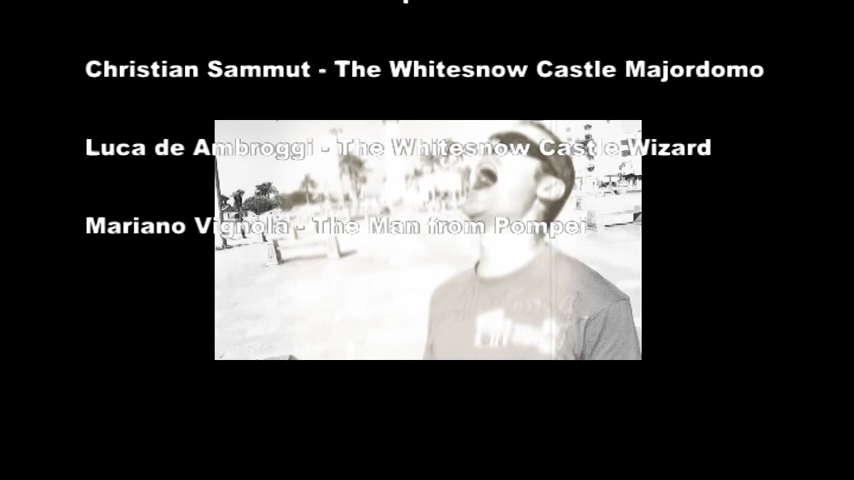 Christian Sammut - The Whitesnow Castle Majordomo
Luca de Ambroggi - The Whitesnow Castle Wizard
Mariano Vignola - The Man from Pompei